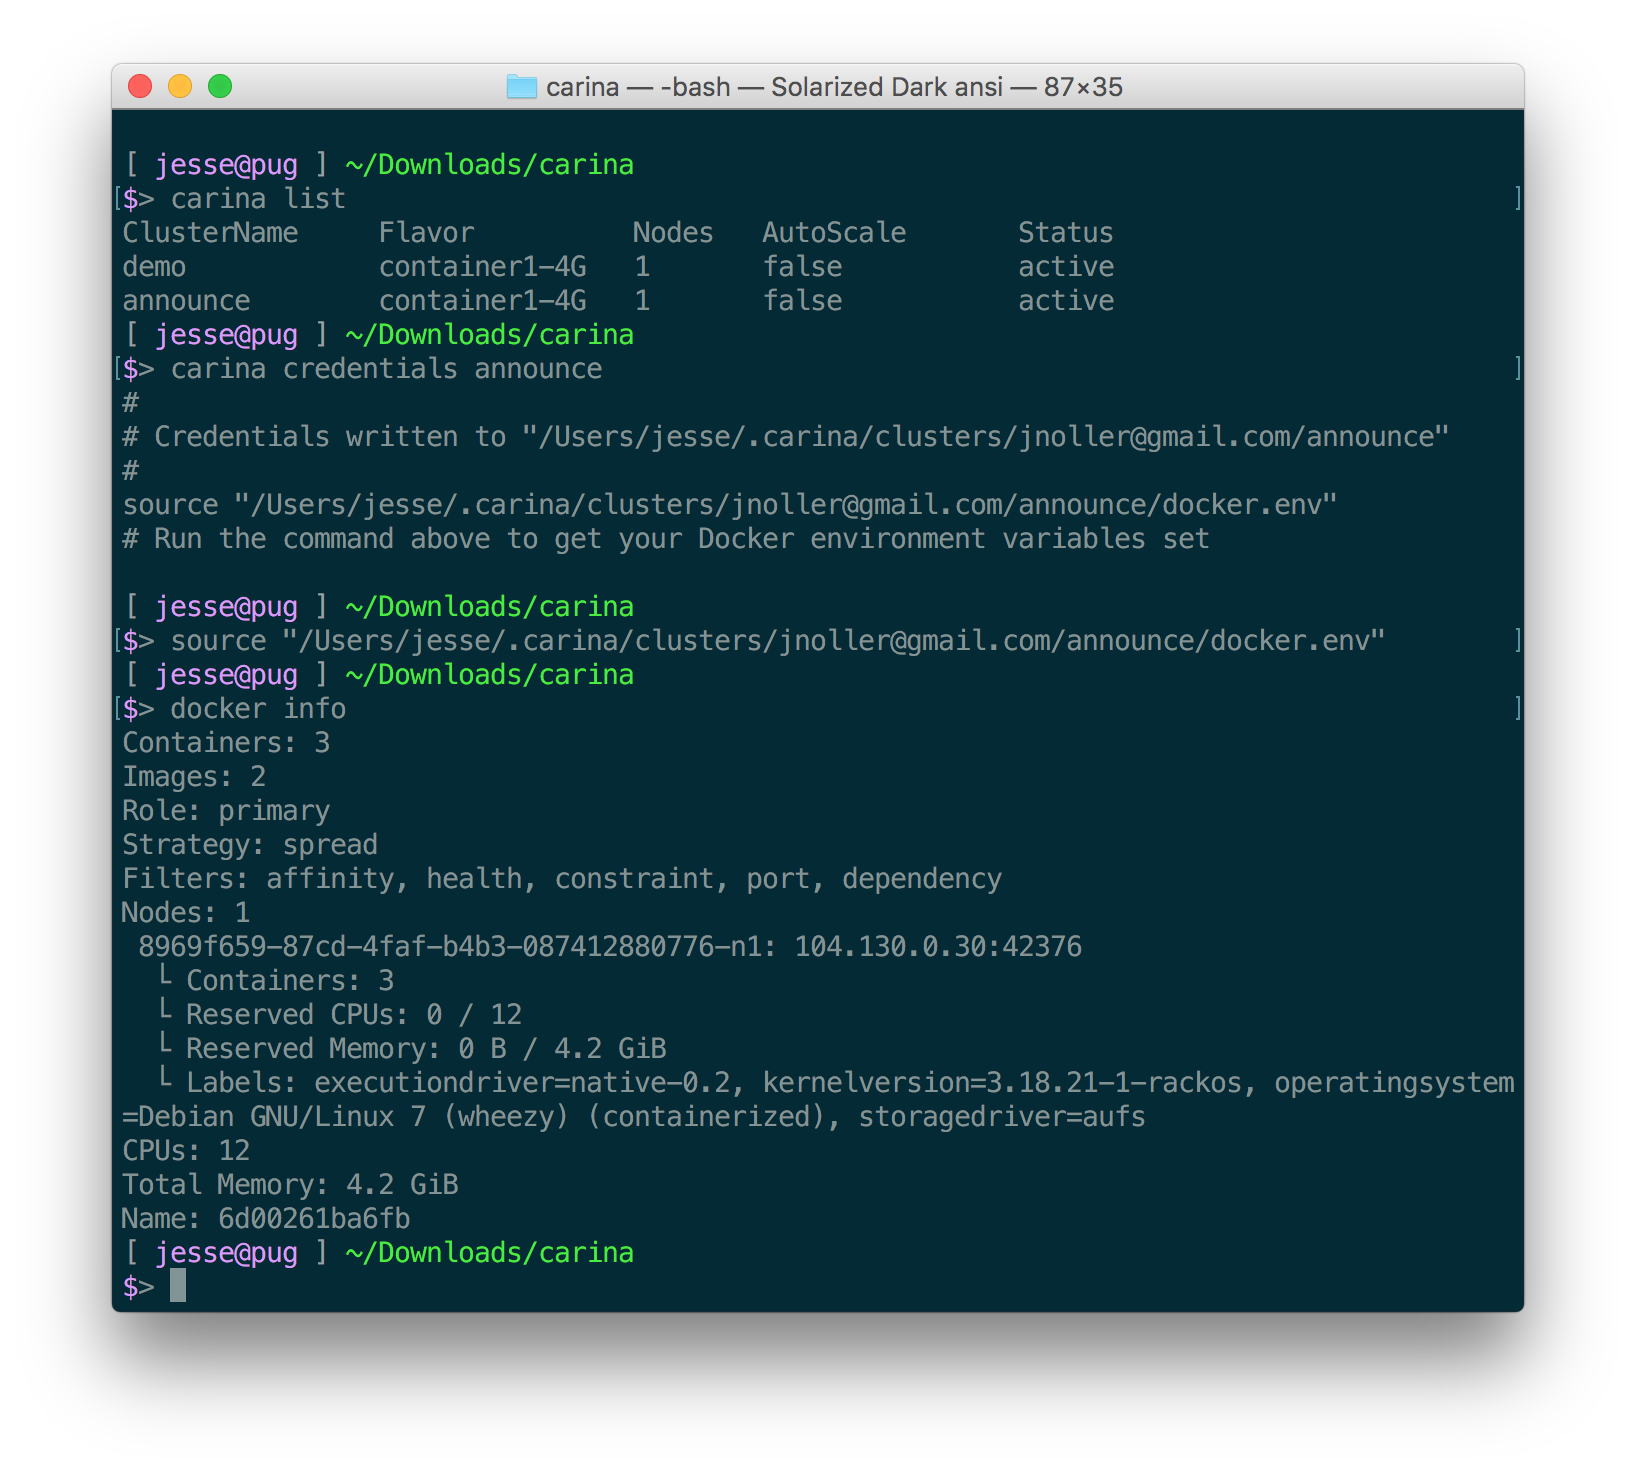 carina — -bash — Solarized Dark ansi — 87×35
[ jesse@pug ] ~/Downloads/carina
[$> carina list ]
ClusterName Flavor Nodes AutoScale Status
demo container1-4G 1 false active
announce container1-4G 1 false active
[ jesse@pug ] ~/Downloads/carina
[$> carina credentials announce ]
#
# Credentials written to "/Users/jesse/.carina/clusters/jnoller@gmail.com/announce"
#
source "/Users/jesse/.carina/clusters/jnoller@gmail.com/announce/docker.env"
# Run the command above to get your Docker environment variables set
[ jesse@pug ] ~/Downloads/carina
[$> source "/Users/jesse/.carina/clusters/jnoller@gmail.com/announce/docker.env" ]
[ jesse@pug ] ~/Downloads/carina
[$> docker info ]
Containers: 3
Images: 2
Role: primary
Strategy: spread
Filters: affinity, health, constraint, port, dependency
Nodes: 1
8969f659-87cd-4faf-b4b3-087412880776-n1: 104.130.0.30:42376
└ Containers: 3
└ Reserved CPUs: 0 / 12
└ Reserved Memory: 0 B / 4.2 GiB
└ Labels: executiondriver=native-0.2, kernelversion=3.18.21-1-rackos, operatingsystem
=Debian GNU/Linux 7 (wheezy) (containerized), storagedriver=aufs
CPUs: 12
Total Memory: 4.2 GiB
Name: 6d00261ba6fb
[ jesse@pug ] ~/Downloads/carina
$>